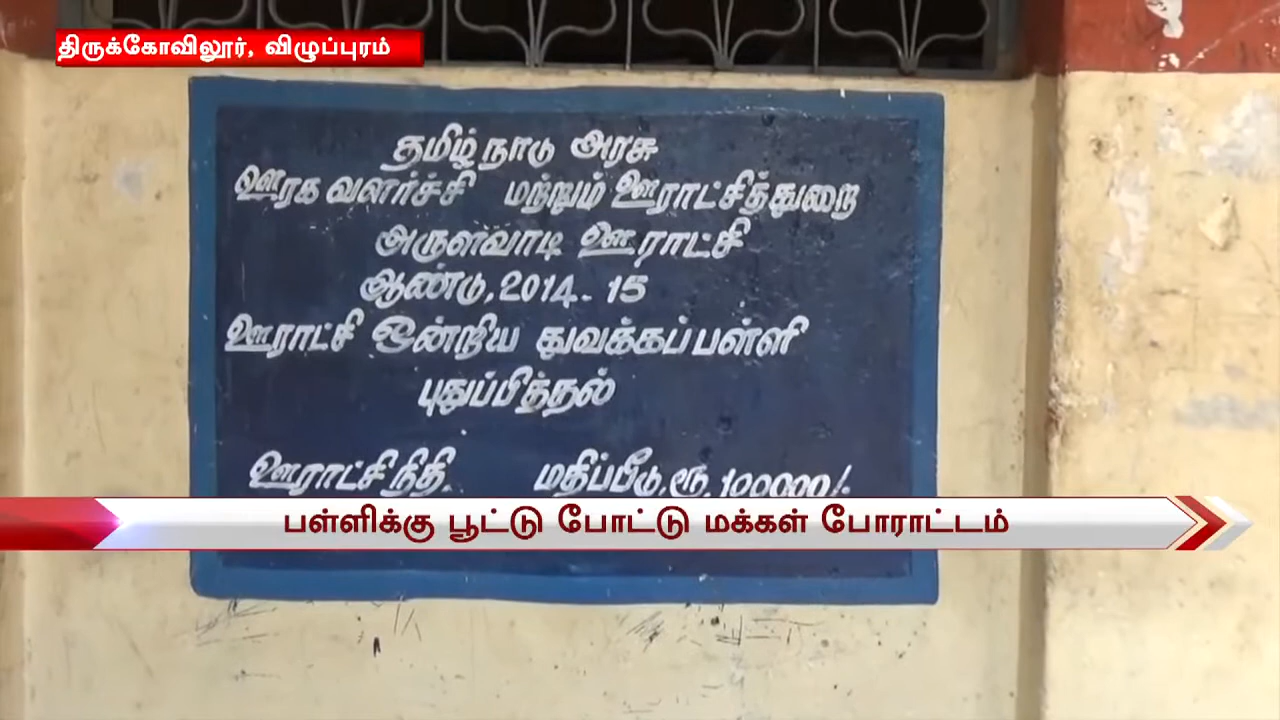 திருக்கோவிலூர், விழுப்புரம்
தமிழ் நாடு அரசு
ஊரக வளர்ச்சி மற்றும் ஊராட்சித்துறை
அருளவாடி ஊராட்சி
ஆண்டு, 2014 - 15
ஊராட்சி ஒன்றிய துவக்கப்பள்ளி
புதுப்பித்தல்
ஊராட்சி நிதி. மதிப்பீடு, ரூ, 100000/.
பள்ளிக்கு பூட்டு போட்டு மக்கள் போராட்டம்